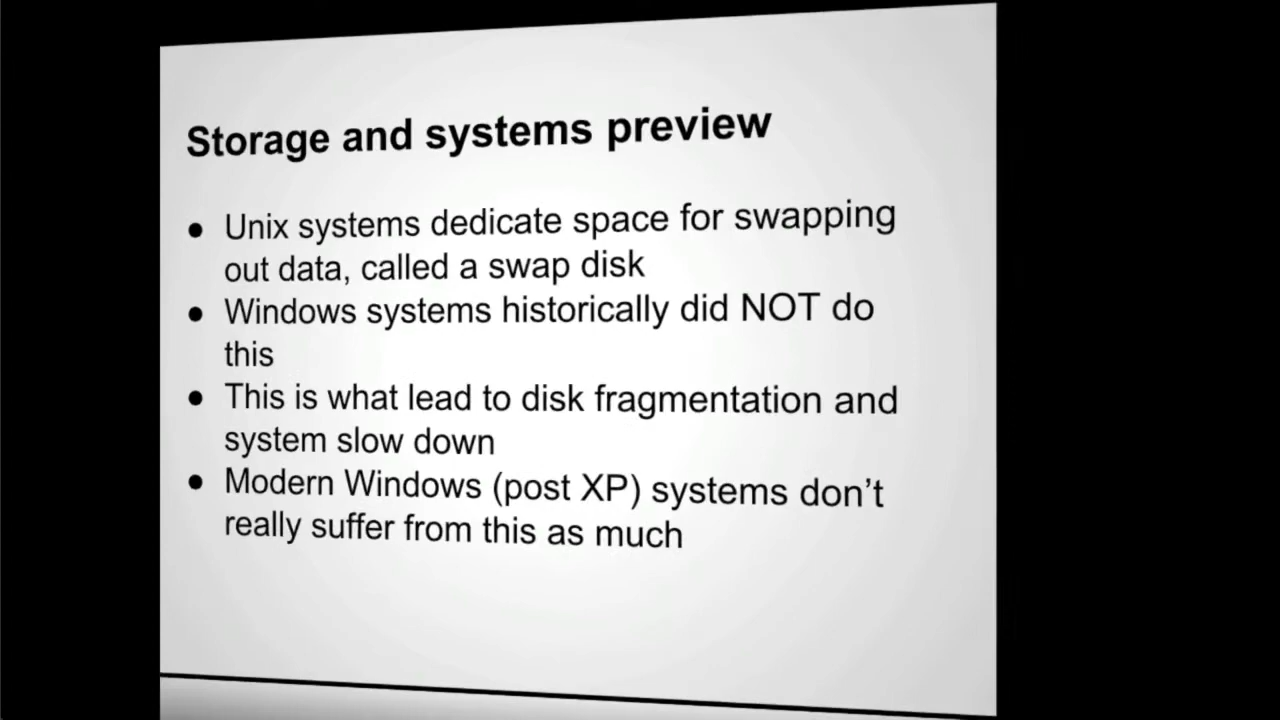 Storage and systems preview
● Unix systems dedicate space for swapping
out data, called a swap disk
● Windows systems historically did NOT do
this
● This is what lead to disk fragmentation and
system slow down
● Modern Windows (post XP) systems don't
really suffer from this as much